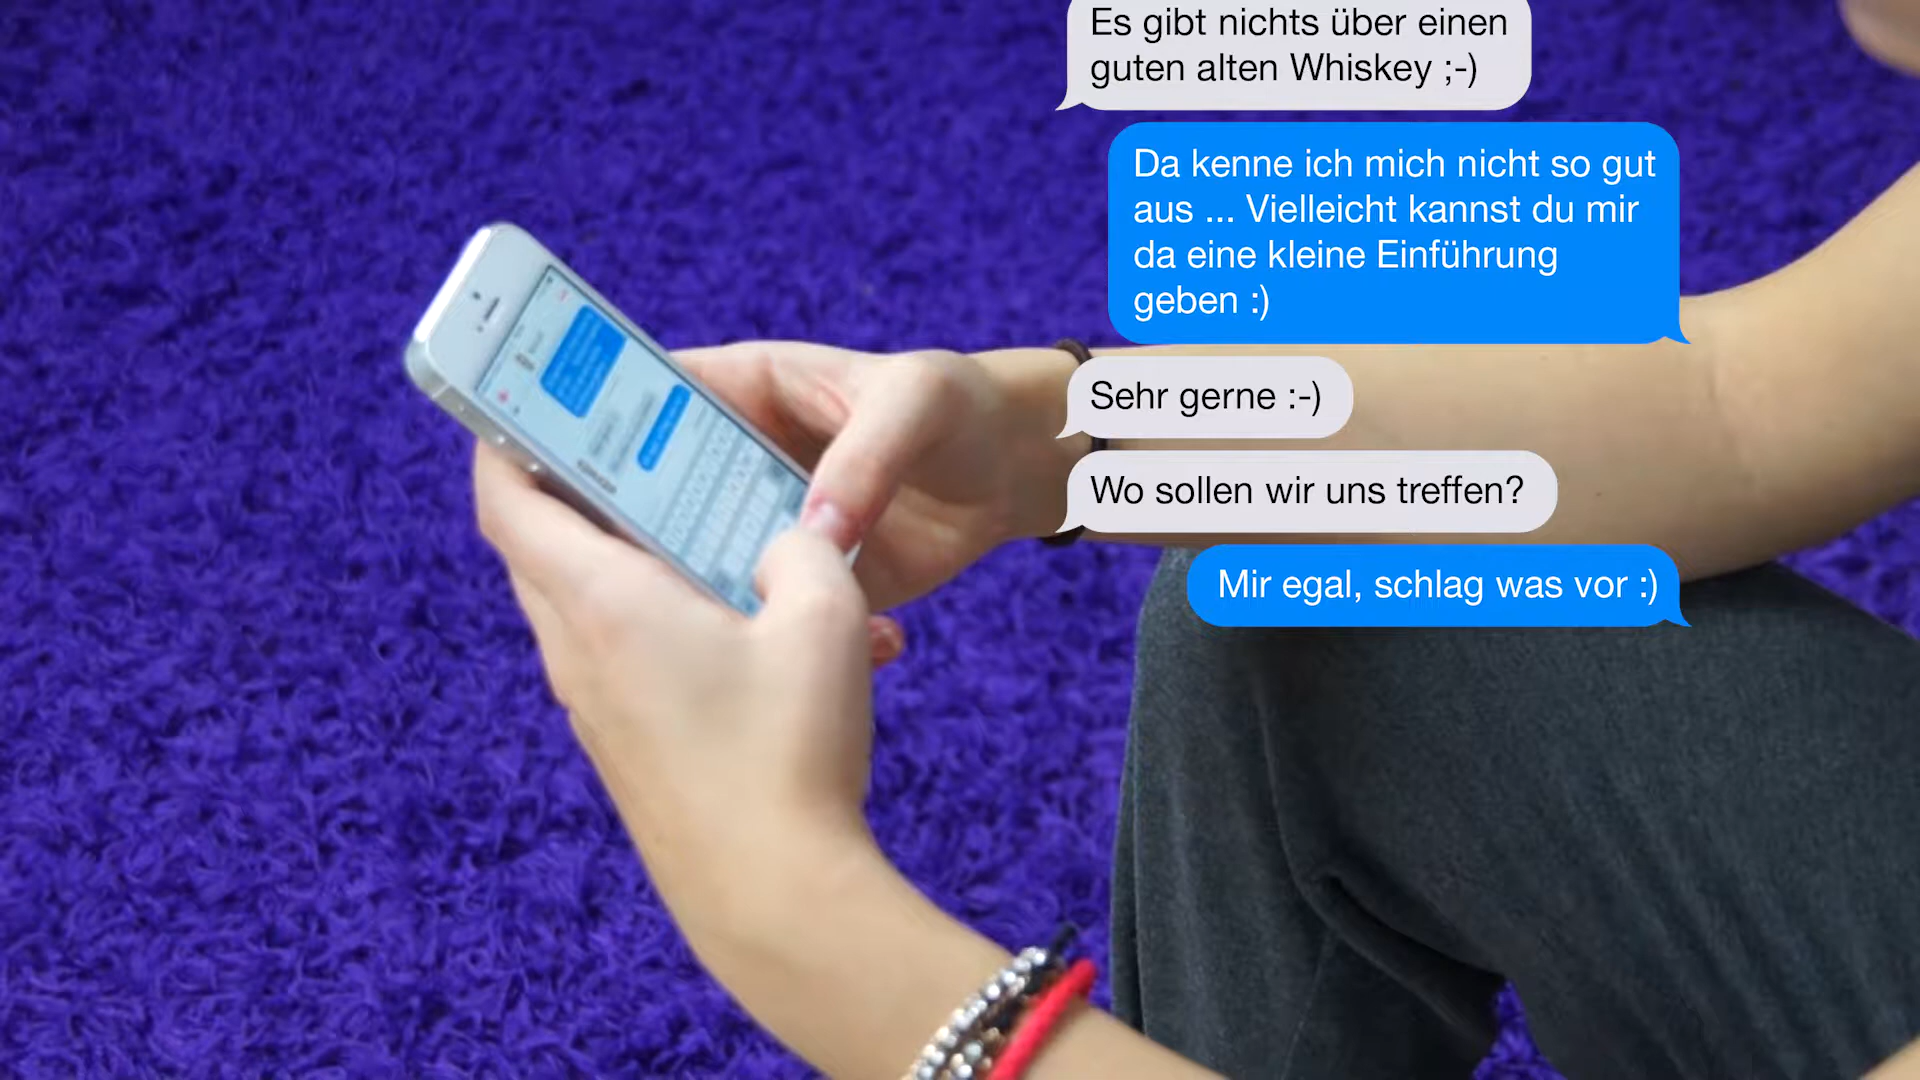 Es gibt nichts über einen
guten alten Whiskey ;-)
Da kenne ich mich nicht so gut
aus ... Vielleicht kannst du mir
da eine kleine Einführung
geben :)
Sehr gerne :-)
Wo sollen wir uns treffen?
Mir egal, schlag was vor :)